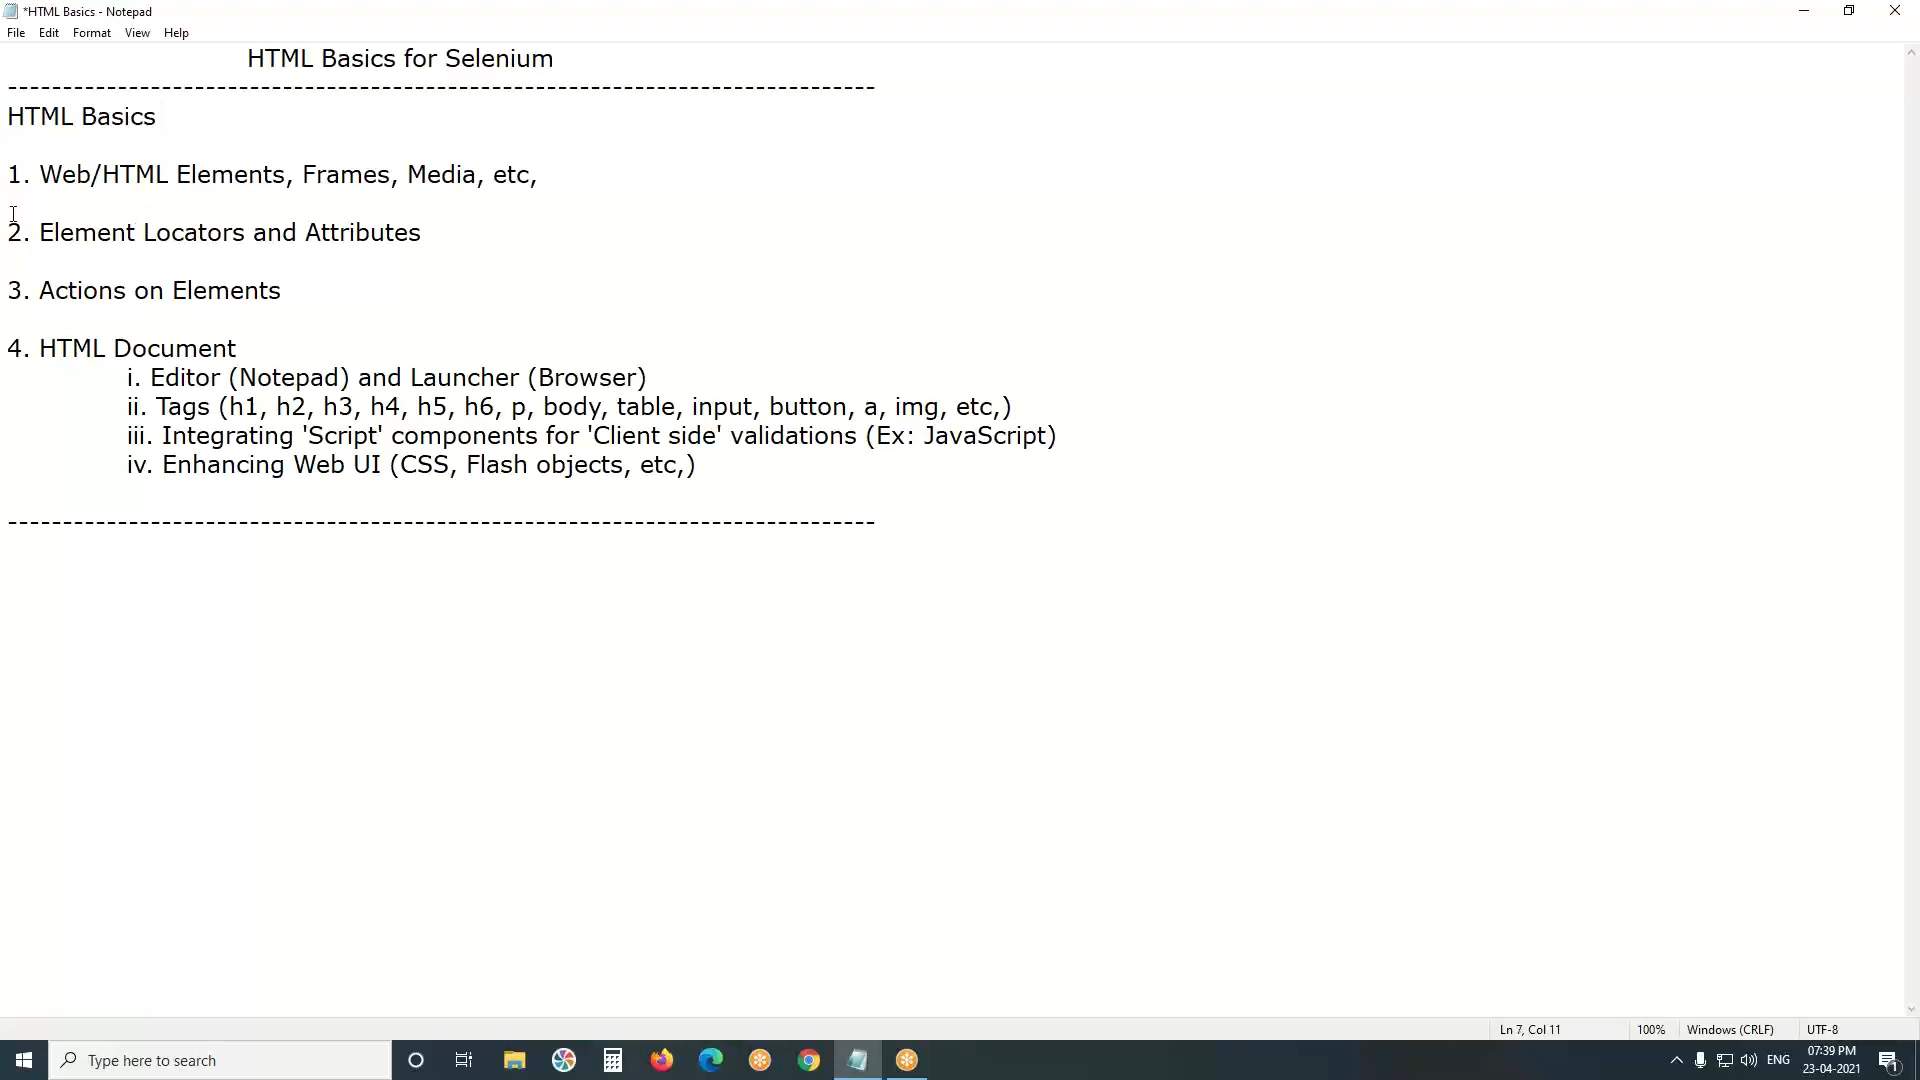 *HTML Basics - Notepad
File Edit Format View Help
HTML Basics for Selenium
-------------------------------------------------------------------------------
HTML Basics
1. Web/HTML Elements, Frames, Media, etc,
2. Element Locators and Attributes
3. Actions on Elements
4. HTML Document
i. Editor (Notepad) and Launcher (Browser)
ii. Tags (h1, h2, h3, h4, h5, h6, p, body, table, input, button, a, img, etc,)
iii. Integrating 'Script' components for 'Client side' validations (Ex: JavaScript)
iv. Enhancing Web UI (CSS, Flash objects, etc,)
-------------------------------------------------------------------------------
Ln 7, Col 11 100% Windows (CRLF) UTF-8
Type here to search
ENG
07:39 PM
23-04-2021
1